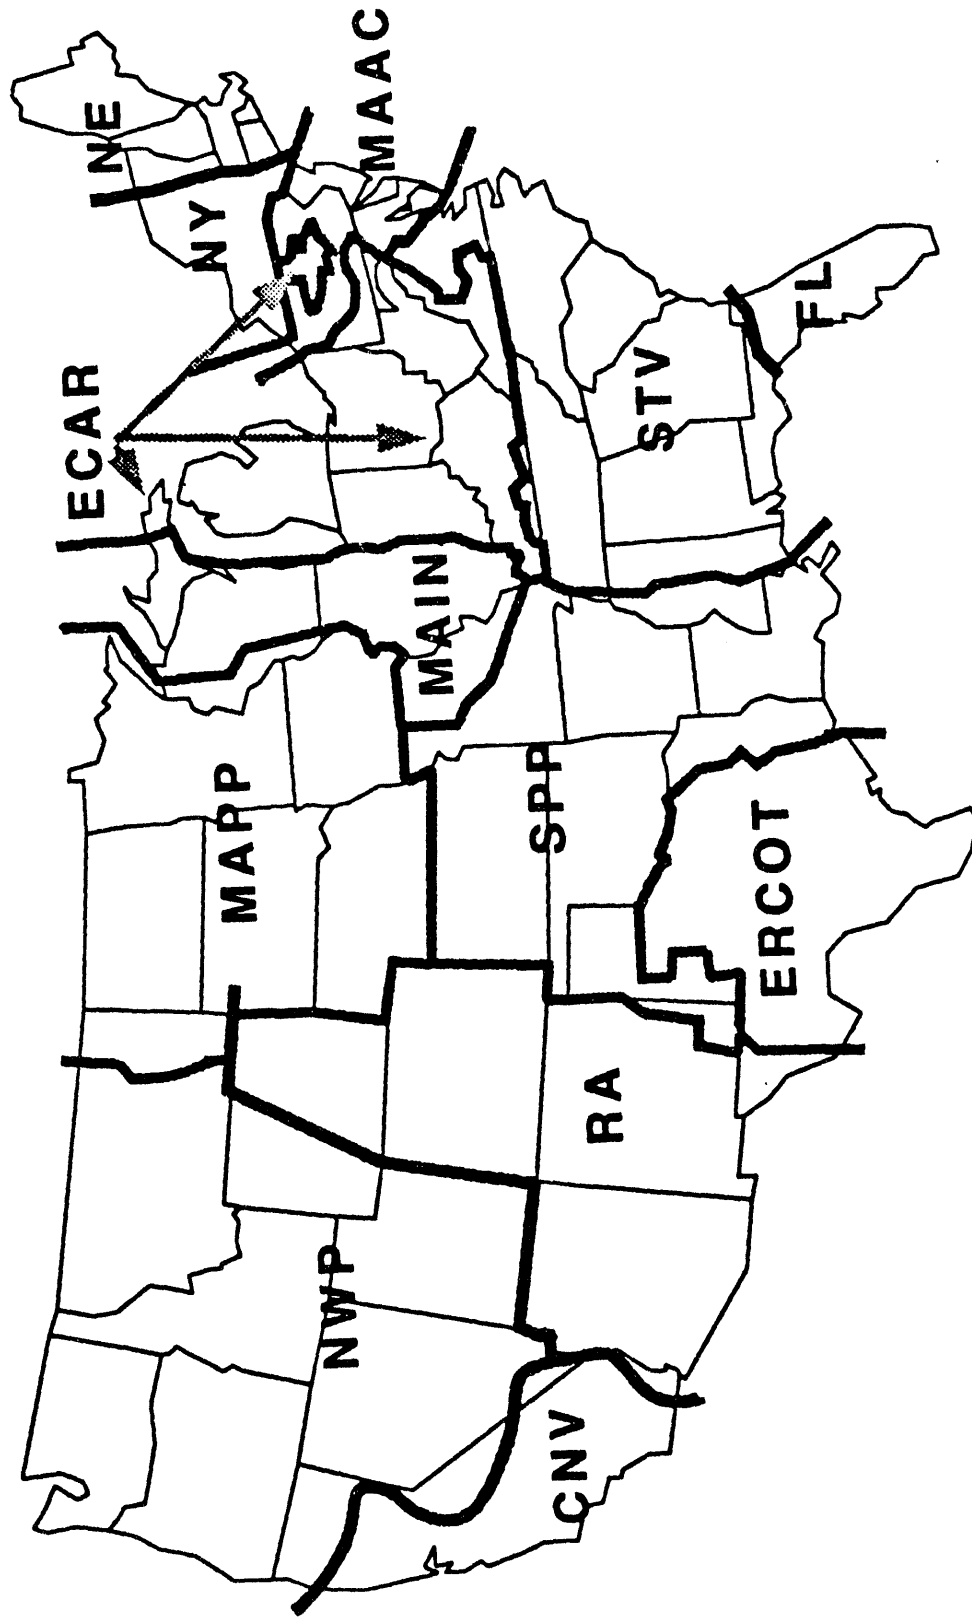 ECAR
NE
NY
MAAC
MAPP
MAIN
NWP
SPP
STV
CNV
RA
ERCOT
FL